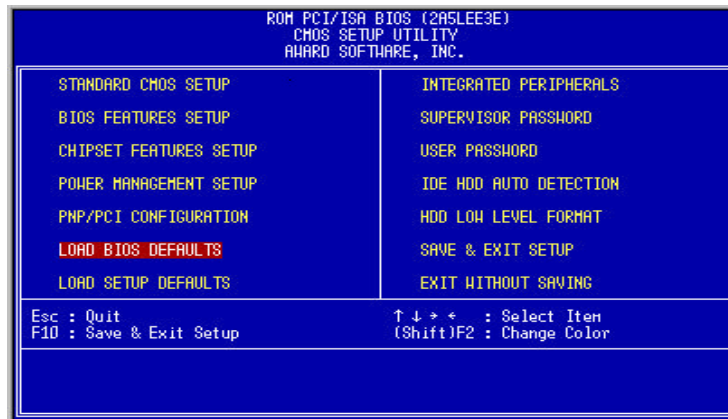 ROM PCI/ISA BIOS (2A5LEE3E)
CMOS SETUP UTILITY
AWARD SOFTWARE, INC.
STANDARD CMOS SETUP
BIOS FEATURES SETUP
CHIPSET FEATURES SETUP
POWER MANAGEMENT SETUP
PNP/PCI CONFIGURATION
LOAD BIOS DEFAULTS
LOAD SETUP DEFAULTS
INTEGRATED PERIPHERALS
SUPERVISOR PASSWORD
USER PASSWORD
IDE HDD AUTO DETECTION
HDD LOW LEVEL FORMAT
SAVE & EXIT SETUP
EXIT WITHOUT SAVING
Esc : Quit
F10 : Save & Exit Setup
↑ ↓ → ← : Select Item
(Shift)F2 : Change Color